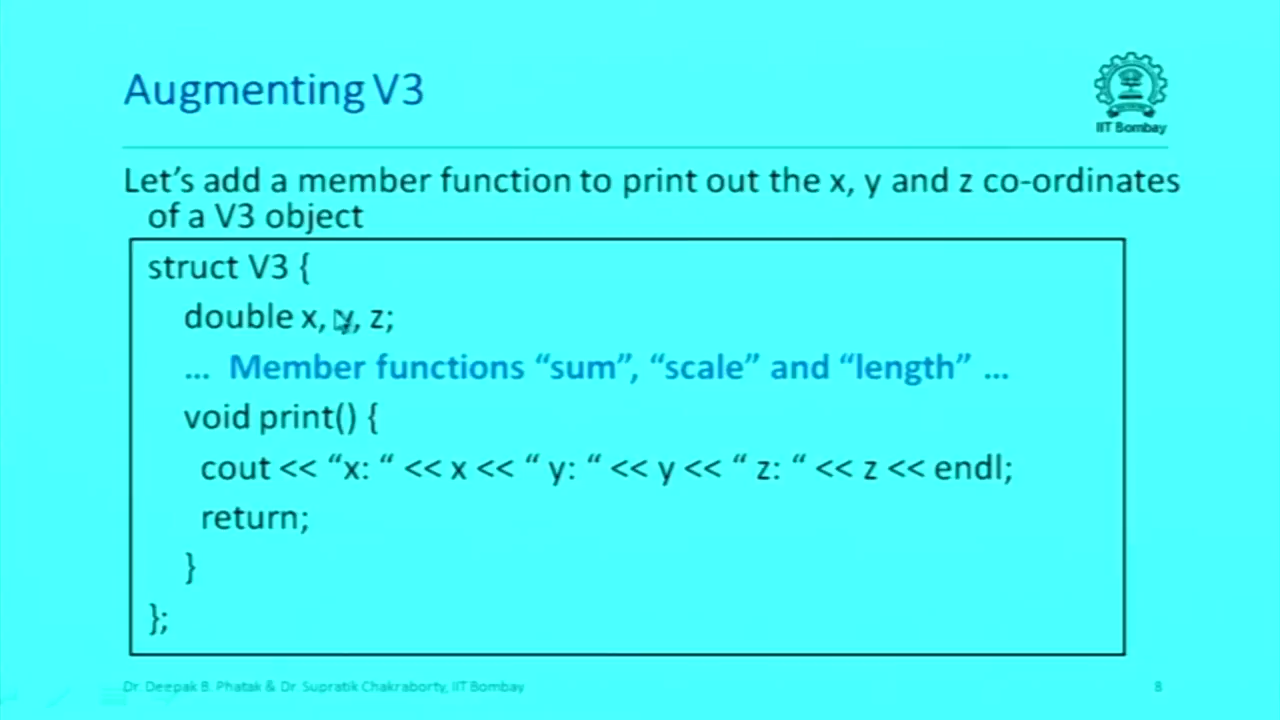 Augmenting V3
IIT Bombay
Let's add a member function to print out the x, y and z co-ordinates
of a V3 object
struct V3 {
double x, y, z;
... Member functions “sum”, “scale” and “length” ...
void print() {
cout << “x: “ << x << “ y: “ << y << “ z: “ << z << endl;
return;
}
};
Dr. Deepak B. Phatak & Dr. Supratik Chakraborty, IIT Bombay
8